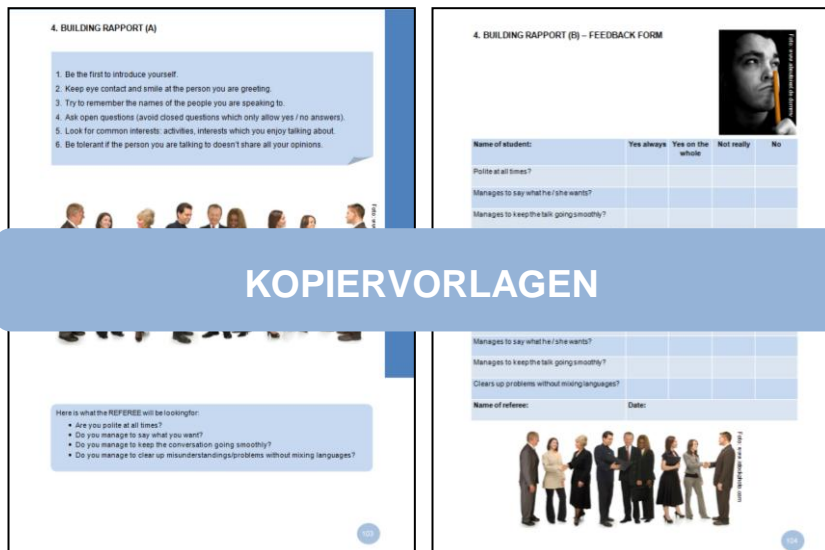 4. BUILDING RAPPORT (A)
1. Be the first to introduce yourself.
2. Keep eye contact and smile at the person you are greeting.
3. Try to remember the names of the people you are speaking to.
4. Ask open questions (avoid closed questions which only allow yes / no answers).
5. Look for common interests: activities, interests which you enjoy talking about.
6. Be tolerant if the person you are talking to doesn't share all your opinions.
Here is what the REFEREE will be looking for:
• Are you polite at all times?
• Do you manage to say what you want?
• Do you manage to keep the conversation going smoothly?
• Do you manage to clear up misunderstandings/problems without mixing languages?
103
4. BUILDING RAPPORT (B) – FEEDBACK FORM
Name of student: Yes always Yes on the whole Not really No
Polite at all times?
Manages to say what he / she wants?
Manages to keep the talk going smoothly?
KOPIERVORLAGEN
Manages to say what he / she wants?
Manages to keep the talk going smoothly?
Clears up problems without mixing languages?
Name of referee: Date:
104